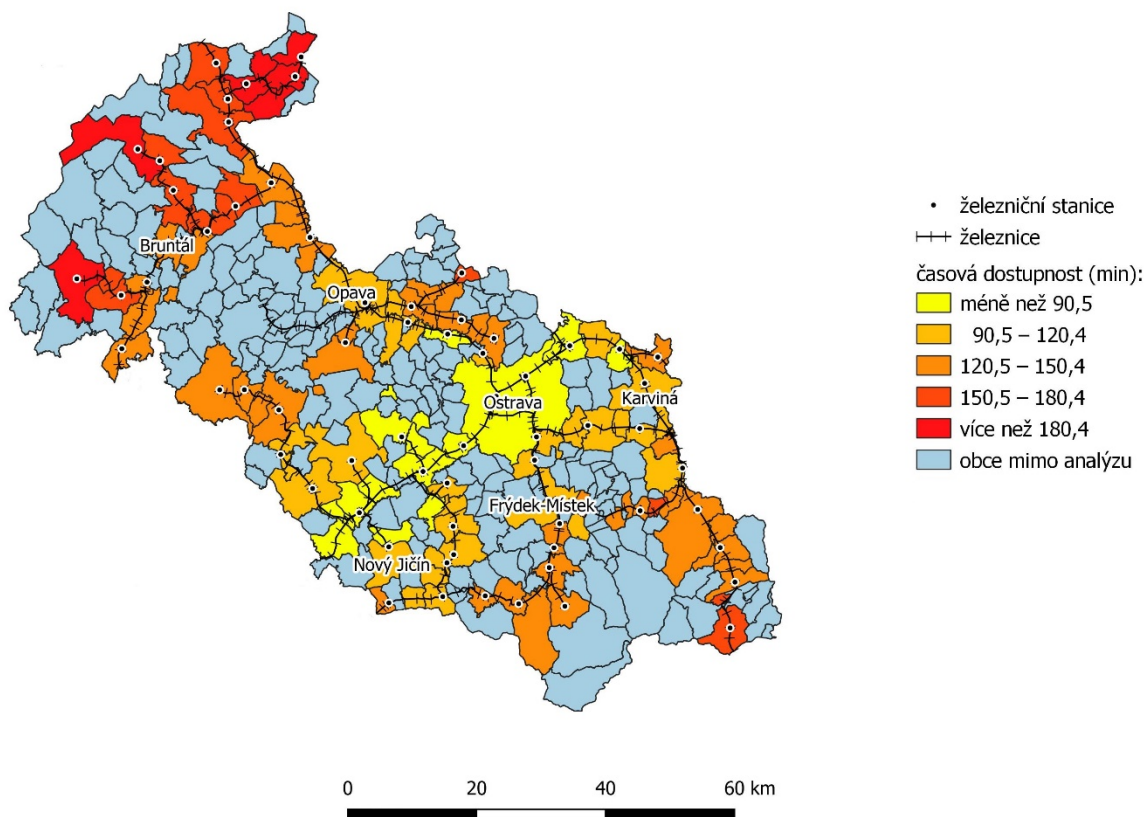 Bruntál
Opava
Ostrava
Karviná
Frýdek-Místek
Nový Jičín
železniční stanice
železnice
časová dostupnost (min):
méně než 90,5
90,5 – 120,4
120,5 – 150,4
150,5 – 180,4
více než 180,4
obce mimo analýzu
0 20 40 60 km